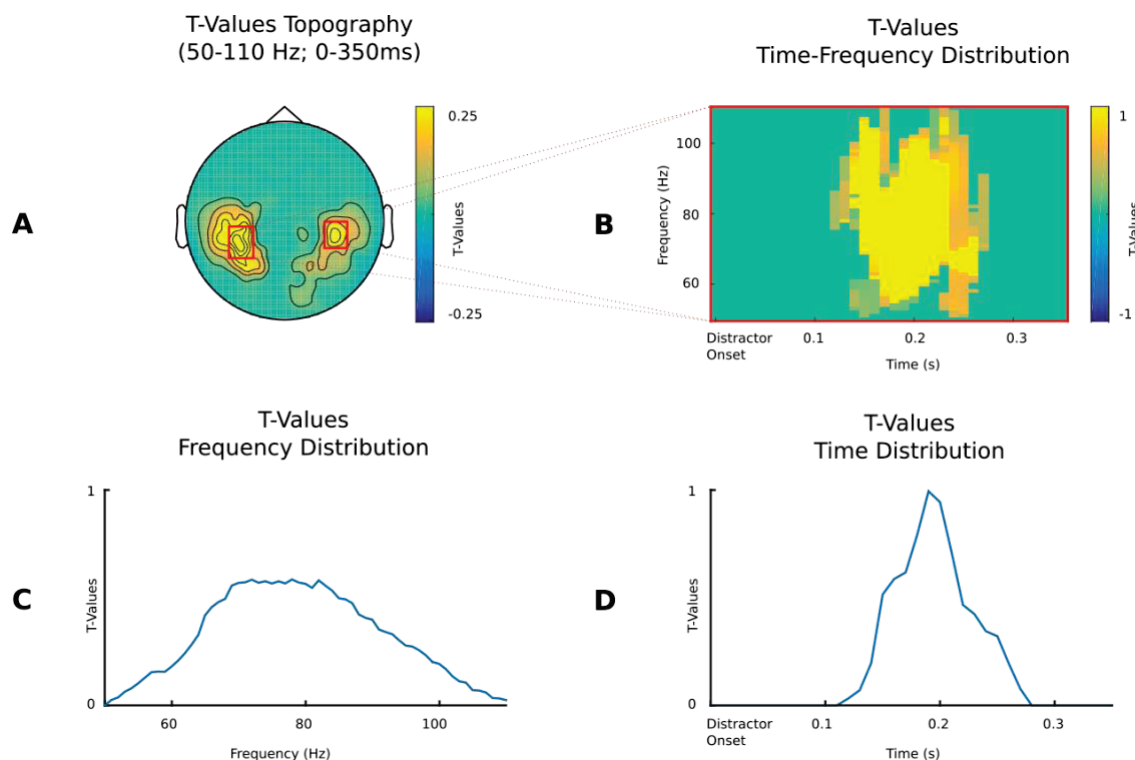 T-Values Topography
(50-110 Hz; 0-350ms)
A
0.25
T-Values
-0.25
T-Values
Time-Frequency Distribution
B
Frequency (Hz)
100
80
60
Distractor
Onset
0.1
0.2
0.3
Time (s)
1
T-Values
-1
T-Values
Frequency Distribution
C
T-Values
1
0
60
80
100
Frequency (Hz)
T-Values
Time Distribution
D
T-Values
1
0
Distractor
Onset
0.1
0.2
0.3
Time (s)